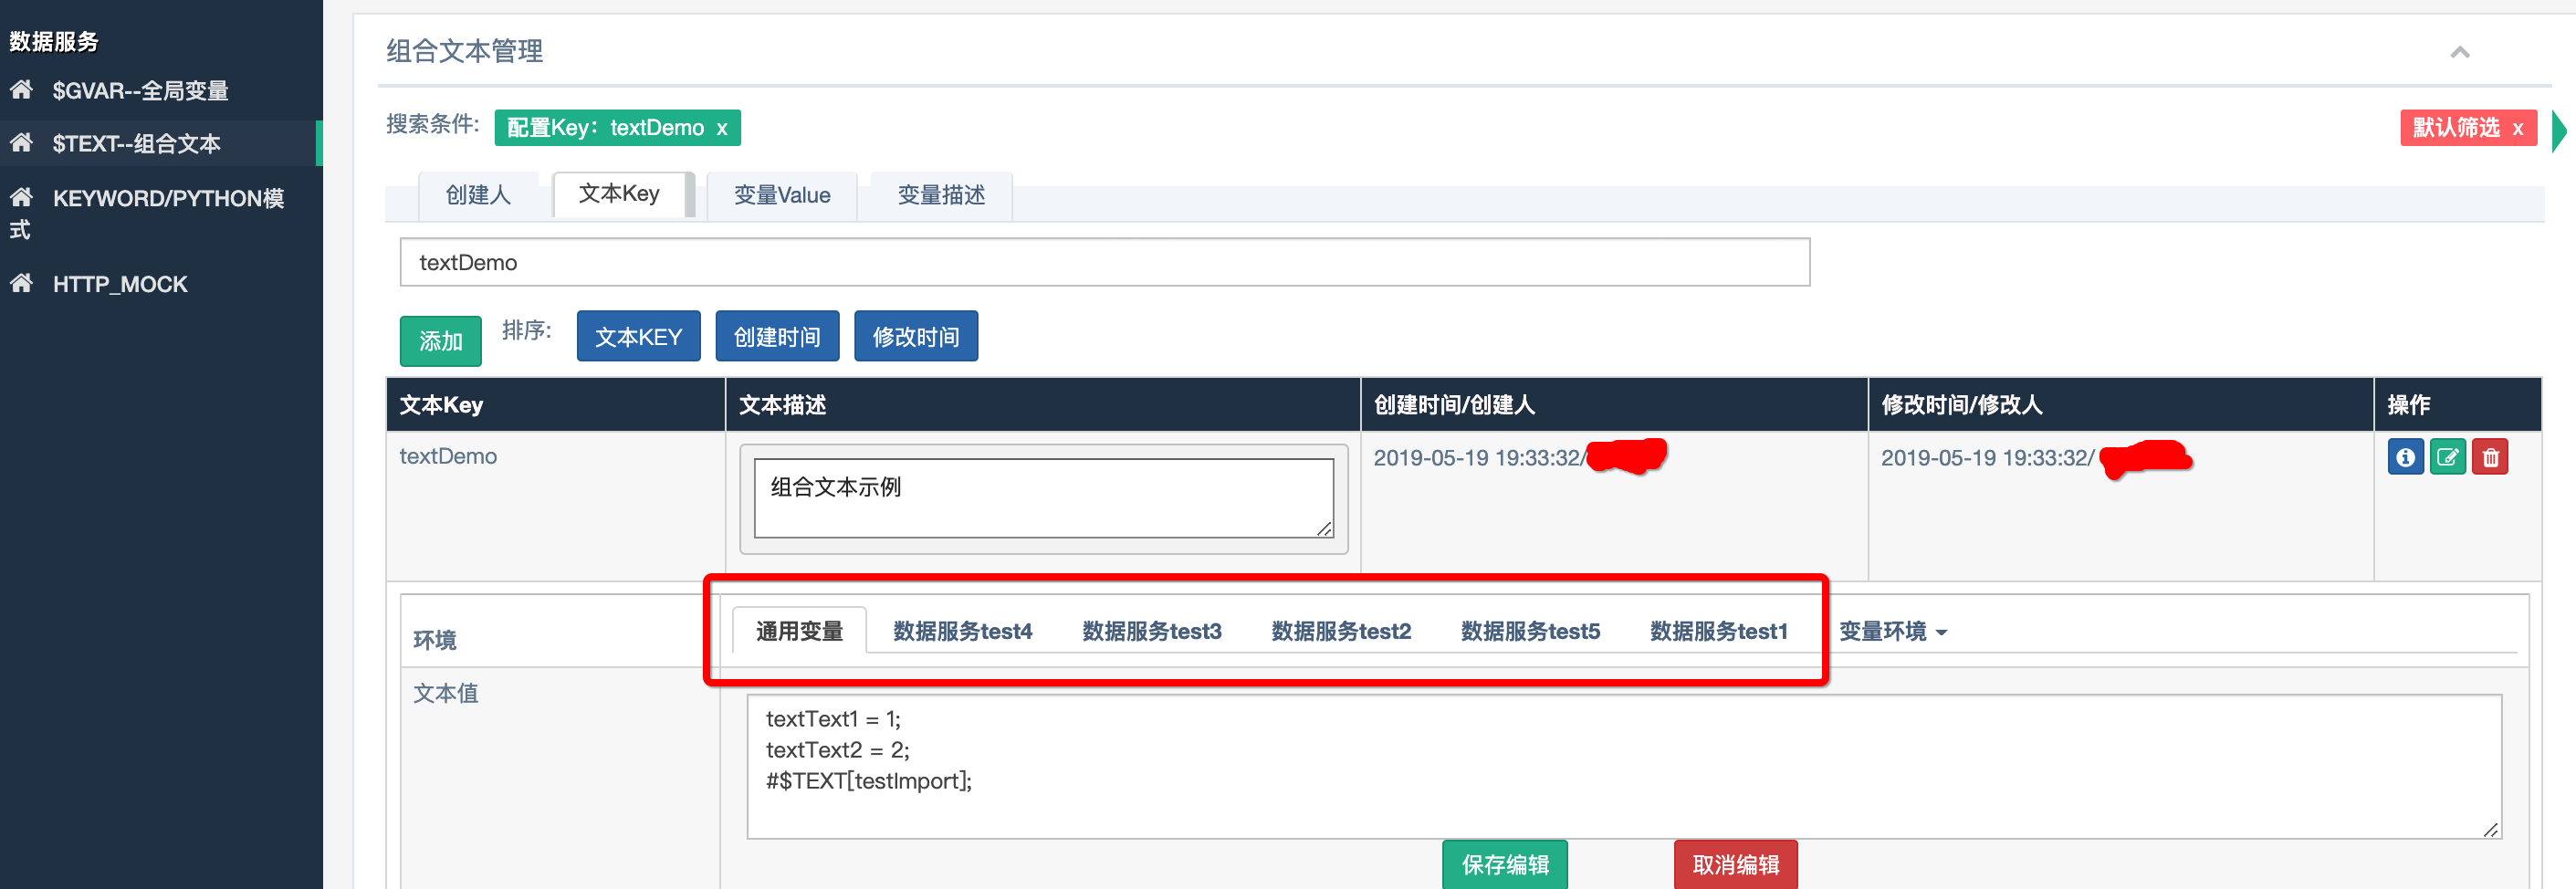 数据服务
$GVAR--全局变量
$TEXT--组合文本
KEYWORD/PYTHON模
式
HTTP_MOCK
组合文本管理
搜索条件: 配置Key：textDemo x 默认筛选 x
创建人 文本Key 变量Value 变量描述
textDemo
添加 排序: 文本KEY 创建时间 修改时间
文本Key 文本描述 创建时间/创建人 修改时间/修改人 操作
textDemo 组合文本示例 2019-05-19 19:33:32/ 2019-05-19 19:33:32/
环境 通用变量 数据服务test4 数据服务test3 数据服务test2 数据服务test5 数据服务test1 变量环境
文本值
textText1 = 1;
textText2 = 2;
#$TEXT[testImport];
保存编辑 取消编辑